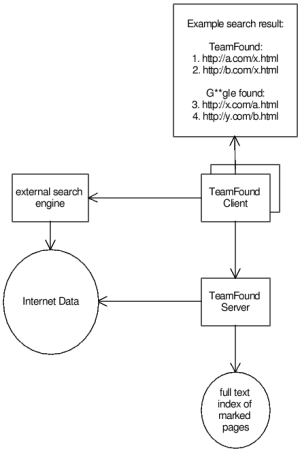 Example search result:
TeamFound:
1. http://a.com/x.html
2. http://b.com/x.html
G**gle found:
3. http://x.com/a.html
4. http://y.com/b.html
external search
engine
TeamFound
Client
Internet Data
TeamFound
Server
full text
index of
marked
pages